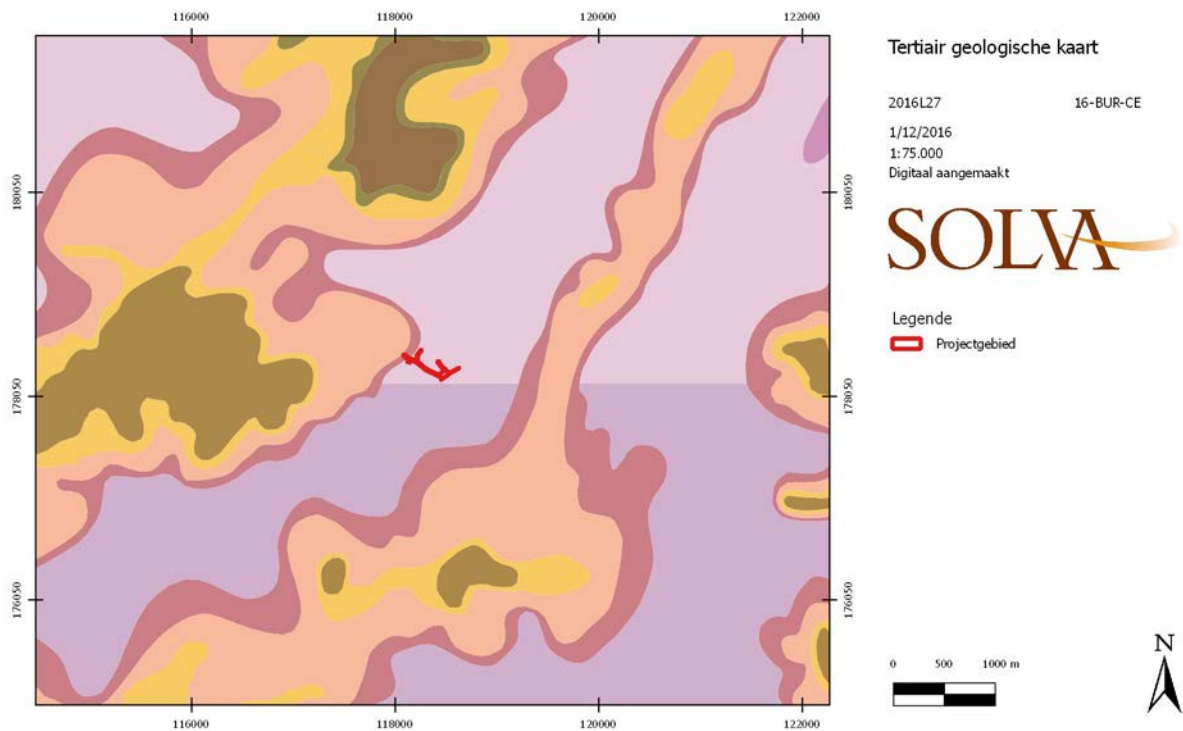 116000 118000 120000 122000
180050 180050
178050 178050
176050 176050
116000 118000 120000 122000
Tertiair geologische kaart
2016L27 16-BUR-CE
1/12/2016
1:75.000
Digitaal aangemaakt
SOLVA
Legende
Projectgebied
N
0 500 1000 m